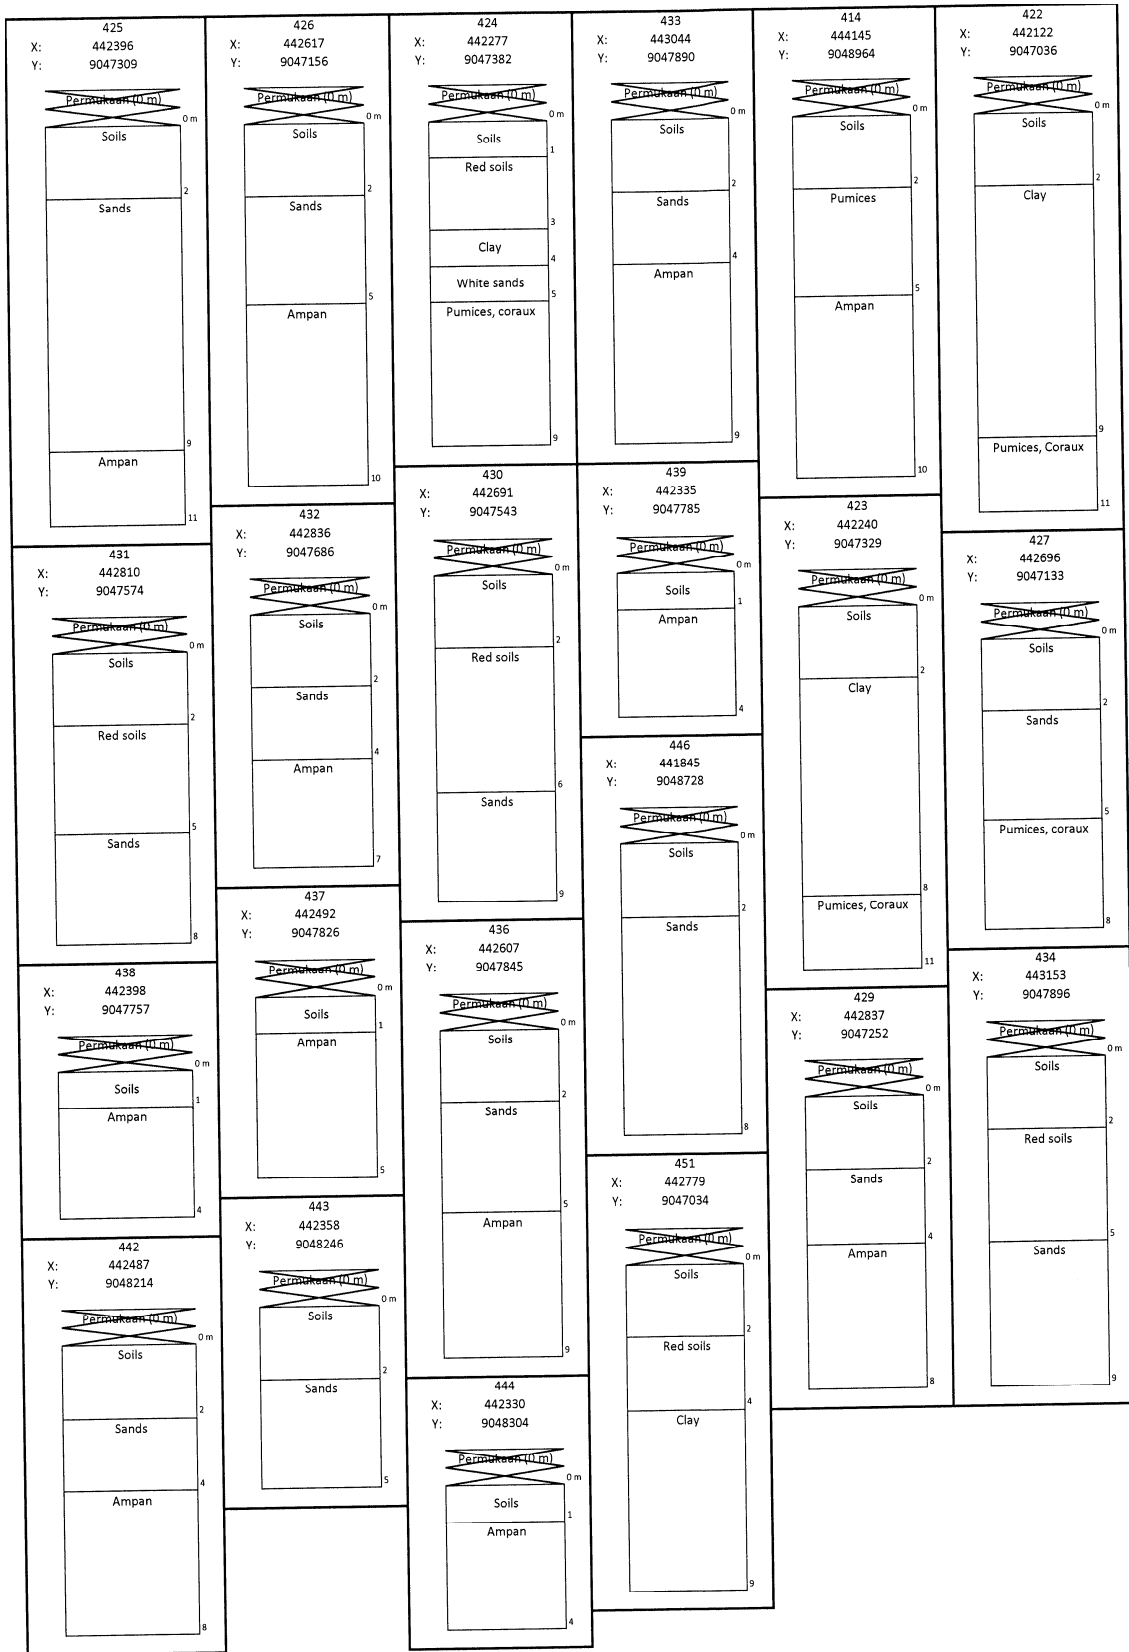 425
X: 442396
Y: 9047309
Permukaan (0 m)
0 m
Soils
2
Sands
9
Ampan
11
431
X: 442810
Y: 9047574
Permukaan (0 m)
0 m
Soils
2
Red soils
5
Sands
8
438
X: 442398
Y: 9047757
Permukaan (0 m)
0 m
Soils
1
Ampan
4
442
X: 442487
Y: 9048214
Permukaan (0 m)
0 m
Soils
2
Sands
4
Ampan
8
426
X: 442617
Y: 9047156
Permukaan (0 m)
0 m
Soils
2
Sands
5
Ampan
10
432
X: 442836
Y: 9047686
Permukaan (0 m)
0 m
Soils
2
Sands
4
Ampan
7
437
X: 442492
Y: 9047826
Permukaan (0 m)
0 m
Soils
1
Ampan
5
443
X: 442358
Y: 9048246
Permukaan (0 m)
0 m
Soils
2
Sands
5
424
X: 442277
Y: 9047382
Permukaan (0 m)
0 m
Soils
1
Red soils
3
Clay
4
White sands
5
Pumices, coraux
9
430
X: 442691
Y: 9047543
Permukaan (0 m)
0 m
Soils
2
Red soils
6
Sands
9
436
X: 442607
Y: 9047845
Permukaan (0 m)
0 m
Soils
2
Sands
5
Ampan
9
444
X: 442330
Y: 9048304
Permukaan (0 m)
0 m
Soils
1
Ampan
4
433
X: 443044
Y: 9047890
Permukaan (0 m)
0 m
Soils
2
Sands
4
Ampan
9
439
X: 442335
Y: 9047785
Permukaan (0 m)
0 m
Soils
1
Ampan
4
446
X: 441845
Y: 9048728
Permukaan (0 m)
0 m
Soils
2
Sands
8
451
X: 442779
Y: 9047034
Permukaan (0 m)
0 m
Soils
2
Red soils
4
Clay
9
414
X: 444145
Y: 9048964
Permukaan (0 m)
0 m
Soils
2
Pumices
5
Ampan
10
423
X: 442240
Y: 9047329
Permukaan (0 m)
0 m
Soils
2
Clay
8
Pumices, Coraux
11
429
X: 442837
Y: 9047252
Permukaan (0 m)
0 m
Soils
2
Sands
4
Ampan
8
422
X: 442122
Y: 9047036
Permukaan (0 m)
0 m
Soils
2
Clay
9
Pumices, Coraux
11
427
X: 442696
Y: 9047133
Permukaan (0 m)
0 m
Soils
2
Sands
5
Pumices, coraux
8
434
X: 443153
Y: 9047896
Permukaan (0 m)
0 m
Soils
2
Red soils
5
Sands
9